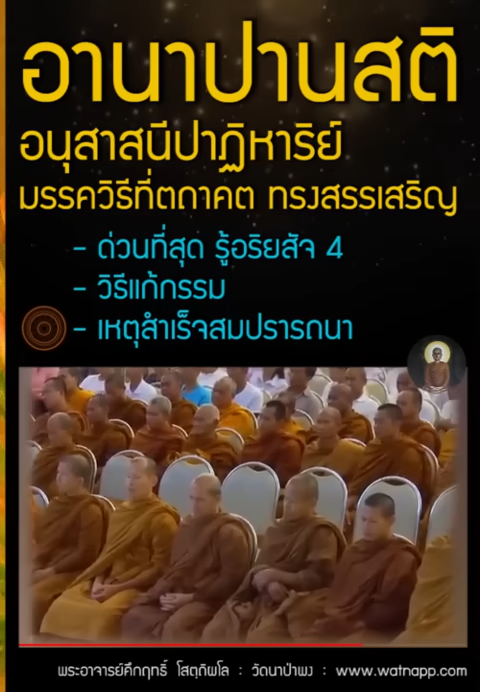 อานาปานสติ
อนุสาสนีปาฏิหาริย์
มรรควิธีที่ตถาคต ทรงสรรเสริญ
- ด่วนที่สุด รู้อริยสัจ 4
- วิธีแก้กรรม
- เหตุสำเร็จสมปรารถนา
พระอาจารย์คึกฤทธิ์ โสตฺถิผโล : วัดนาป่าพง : www.watnapp.com